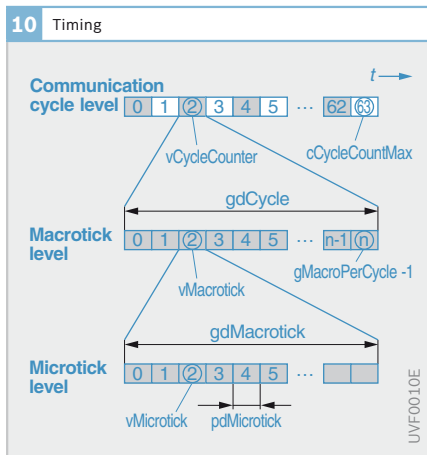 10 Timing
t
Communication
cycle level 0 1 2 3 4 5 ... 62 63
vCycleCounter cCycleCountMax
gdCycle
Macrotick
level 0 1 2 3 4 5 ... n-1 n
gMacroPerCycle -1
vMacrotick
gdMacrotick
Microtick
level 0 1 2 3 4 5 ...
vMicrotick pdMicrotick
UVF0010E